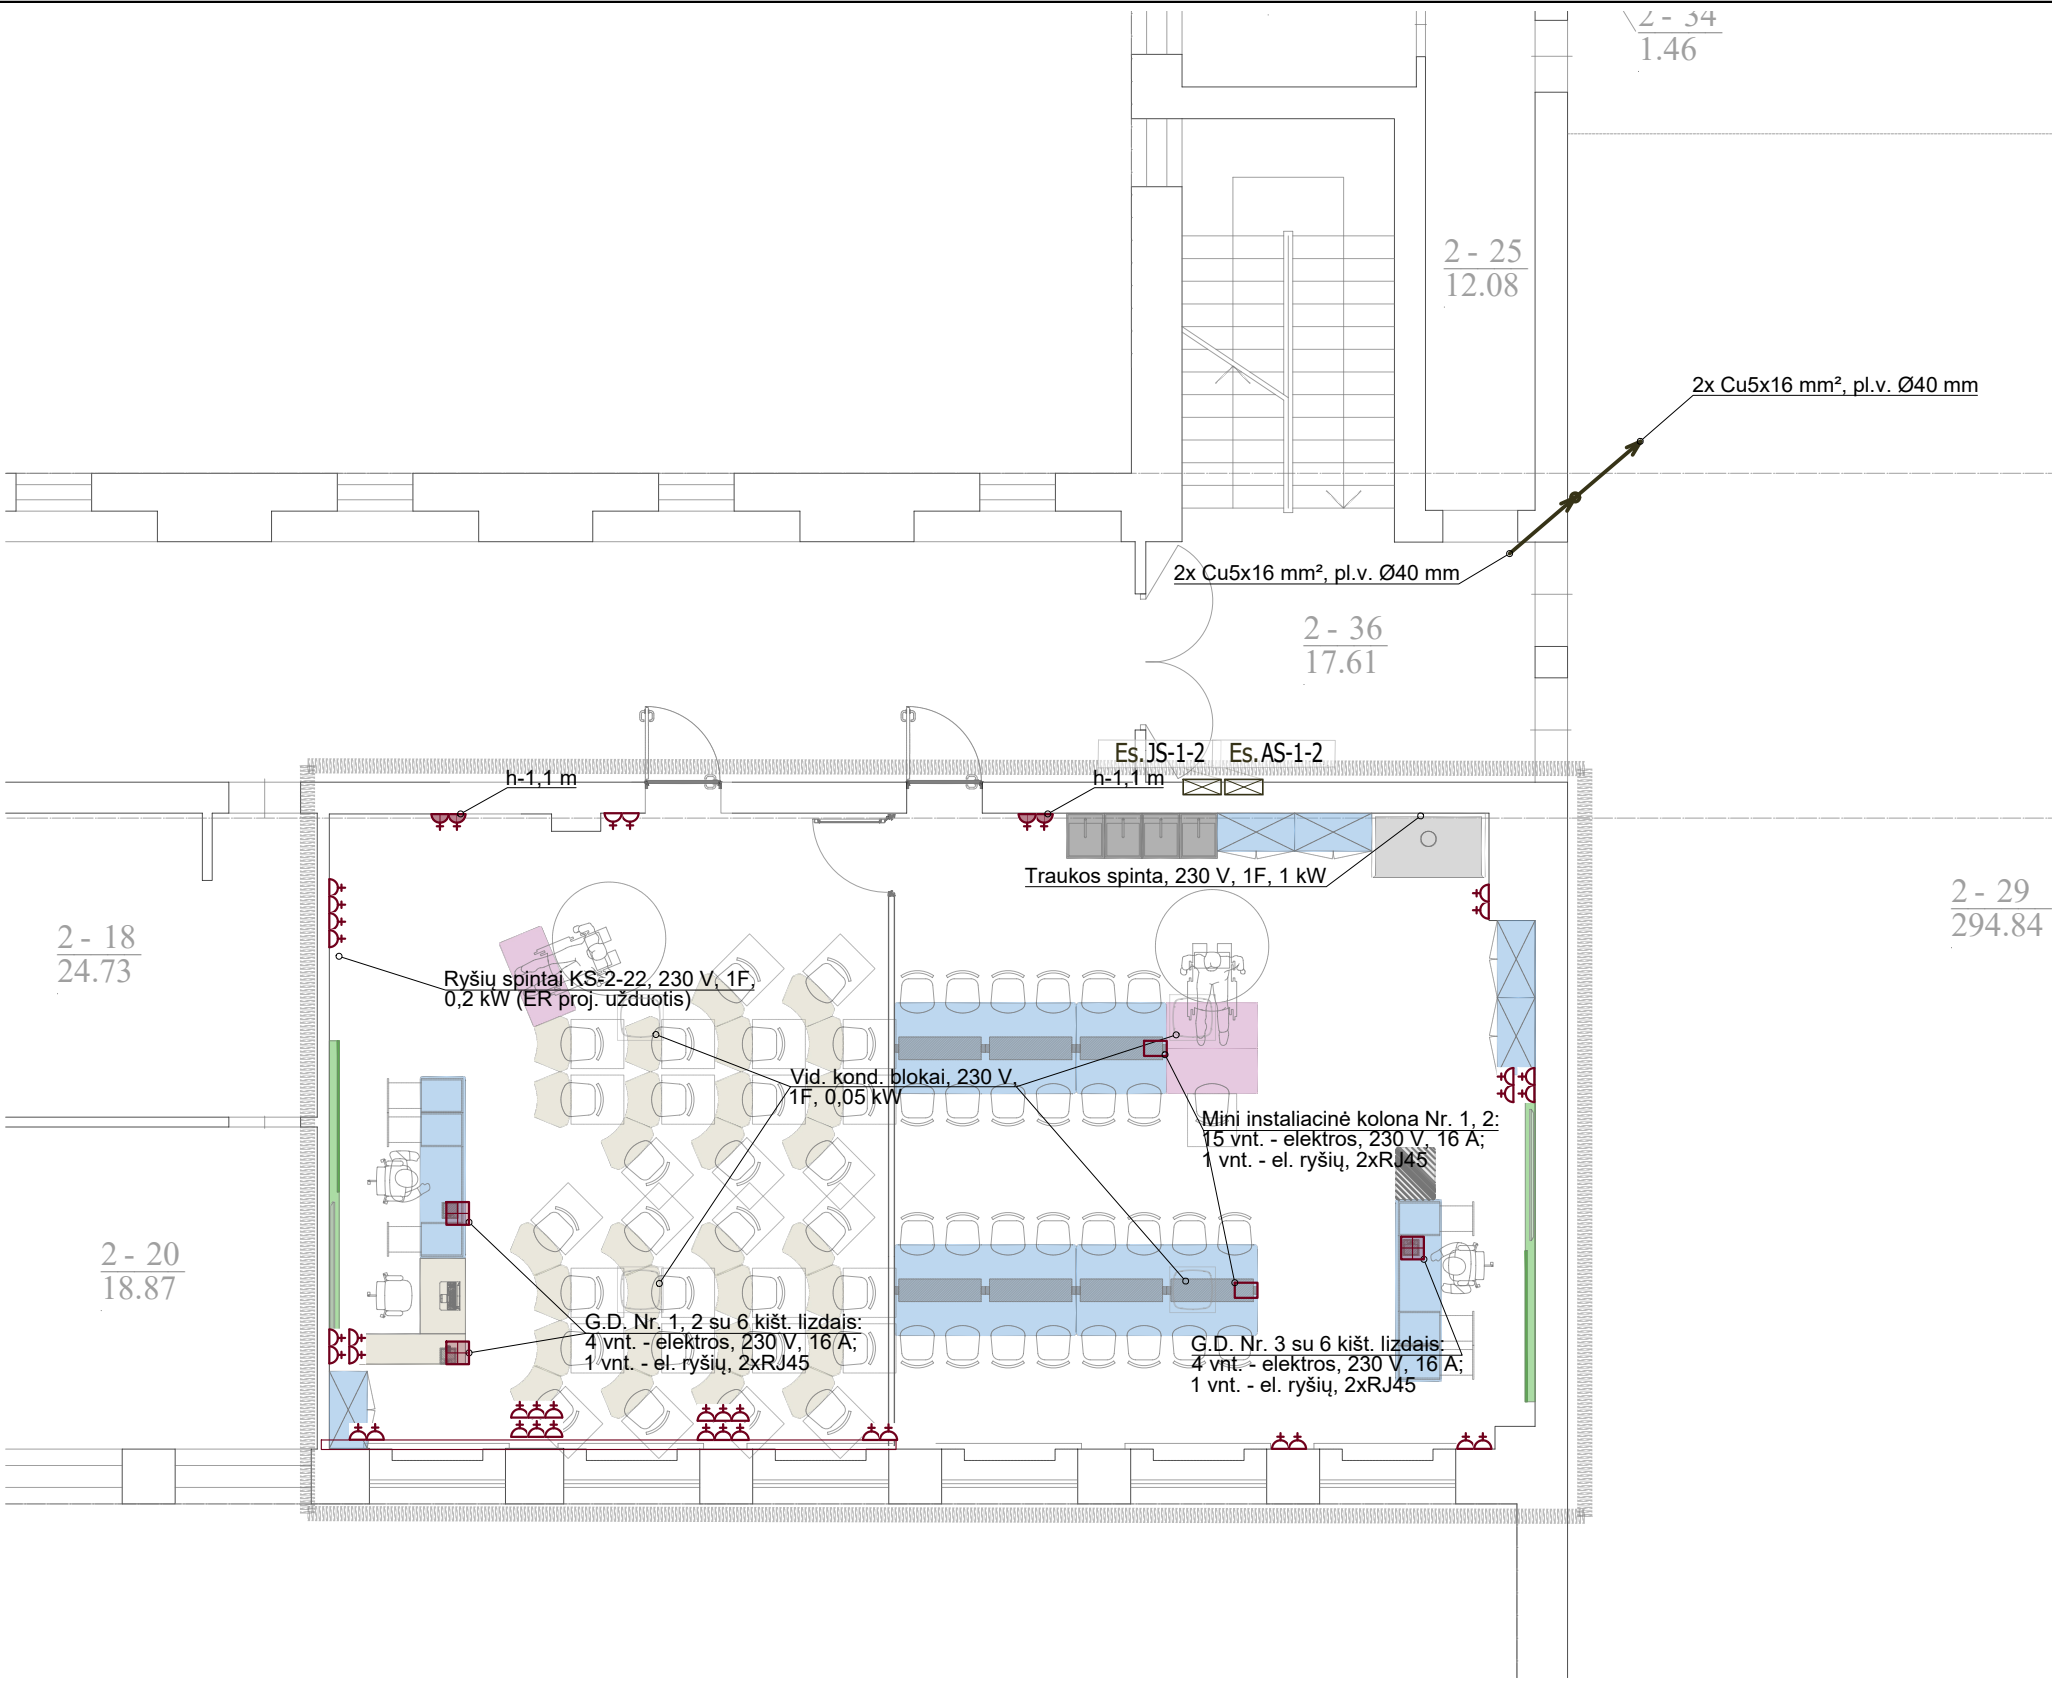 2 - 34
1.46
2 - 25
12.08
2x Cu5x16 mm², pl.v. Ø40 mm
2x Cu5x16 mm², pl.v. Ø40 mm
2 - 36
17.61
Es.JS-1-2
Es.AS-1-2
h-1,1 m
h-1,1 m
Traukos spinta, 230 V, 1F, 1 kW
2 - 29
294.84
2 - 18
24.73
Ryšių spintai KS-2-22, 230 V, 1F,
0,2 kW (ER proj. užduotis)
Vid. kond. blokai, 230 V,
1F, 0,05 kW
Mini instaliacinė kolona Nr. 1, 2:
15 vnt. - elektros, 230 V, 16 A;
1 vnt. - el. ryšių, 2xRJ45
2 - 20
18.87
G.D. Nr. 1, 2 su 6 kišt. lizdais:
4 vnt. - elektros, 230 V, 16 A;
1 vnt. - el. ryšių, 2xRJ45
G.D. Nr. 3 su 6 kišt. lizdais:
4 vnt. - elektros, 230 V, 16 A;
1 vnt. - el. ryšių, 2xRJ45